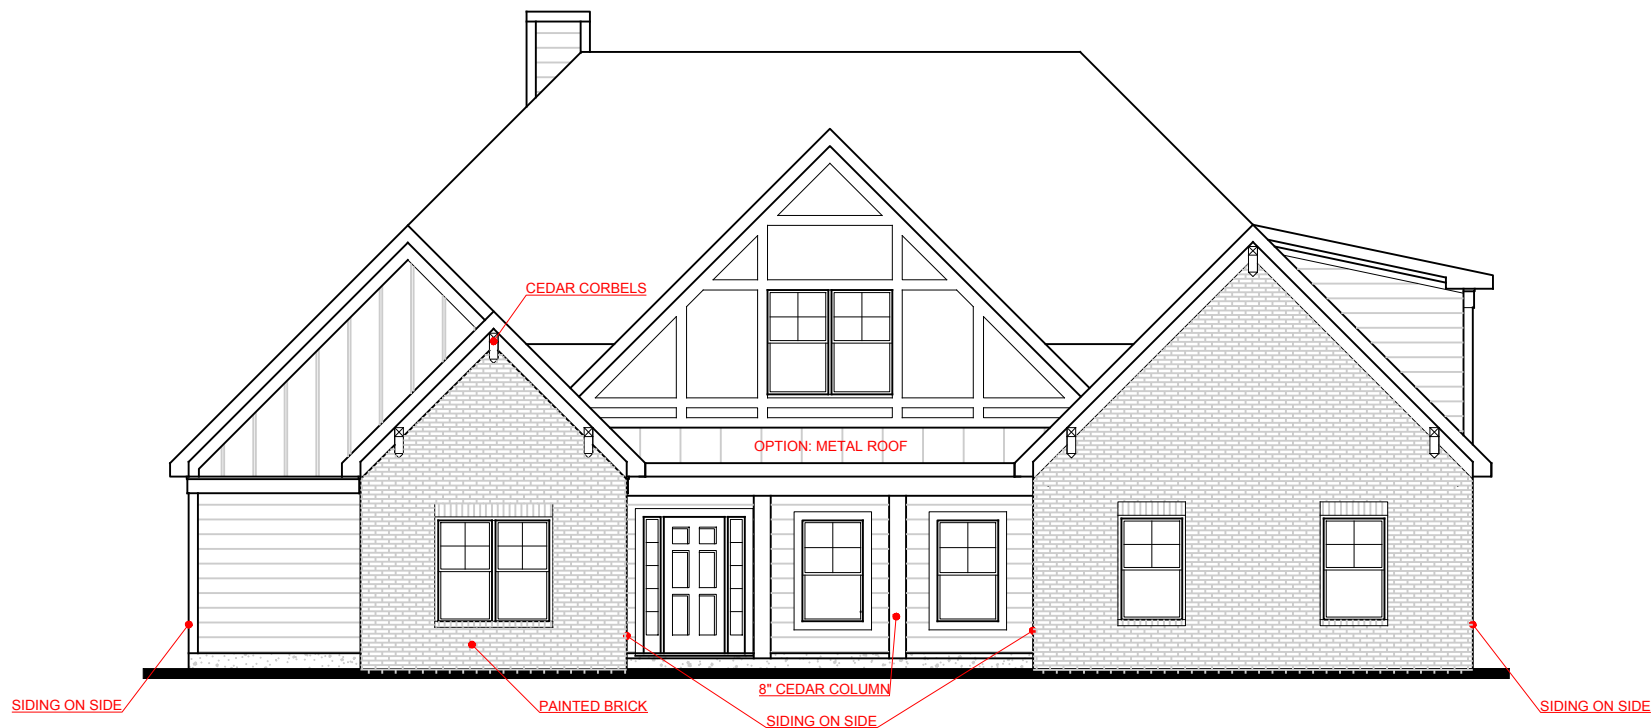 CEDAR CORBELS
OPTION: METAL ROOF
8" CEDAR COLUMN
SIDING ON SIDE
PAINTED BRICK
SIDING ON SIDE
SIDING ON SIDE